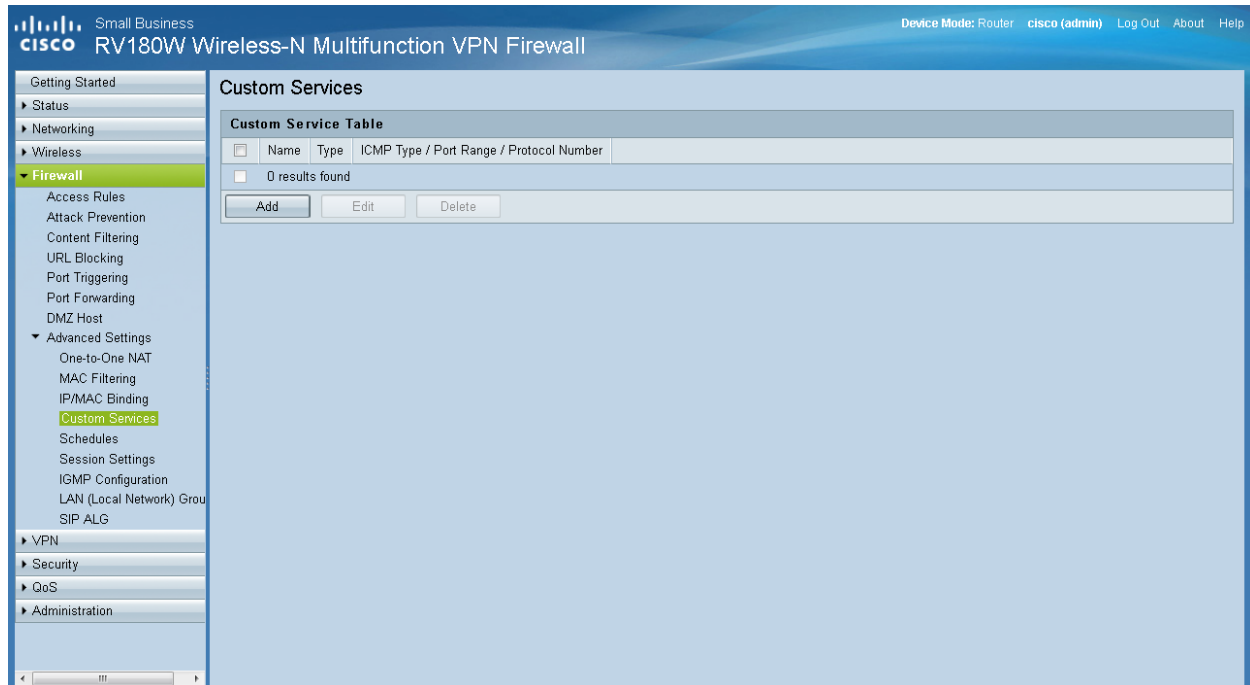 Small Business
CISCO RV180W Wireless-N Multifunction VPN Firewall
Device Mode: Router cisco (admin) Log Out About Help
Getting Started
Status
Networking
Wireless
Firewall
Access Rules
Attack Prevention
Content Filtering
URL Blocking
Port Triggering
Port Forwarding
DMZ Host
Advanced Settings
One-to-One NAT
MAC Filtering
IP/MAC Binding
Custom Services
Schedules
Session Settings
IGMP Configuration
LAN (Local Network) Grou
SIP ALG
VPN
Security
QoS
Administration
Custom Services
Custom Service Table
Name Type ICMP Type / Port Range / Protocol Number
0 results found
Add Edit Delete